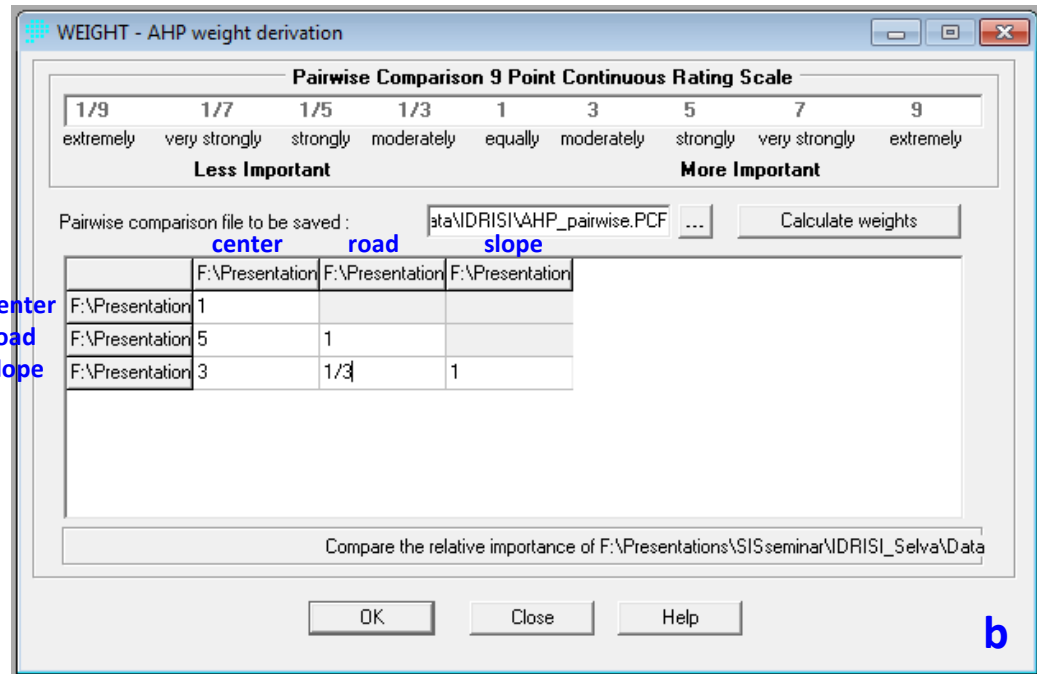 WEIGHT - AHP weight derivation
Pairwise Comparison 9 Point Continuous Rating Scale
1/9 1/7 1/5 1/3 1 3 5 7 9
extremely very strongly strongly moderately equally moderately strongly very strongly extremely
Less Important More Important
Pairwise comparison file to be saved : ata\IDRISI\AHP_pairwise.PCF ... Calculate weights
center road slope
F:\Presentation F:\Presentation F:\Presentation
enter F:\Presentation 1
oad F:\Presentation 5 1
lope F:\Presentation 3 1/3 1
Compare the relative importance of F:\Presentations\SISseminar\IDRISI_Selva\Data
OK Close Help
b